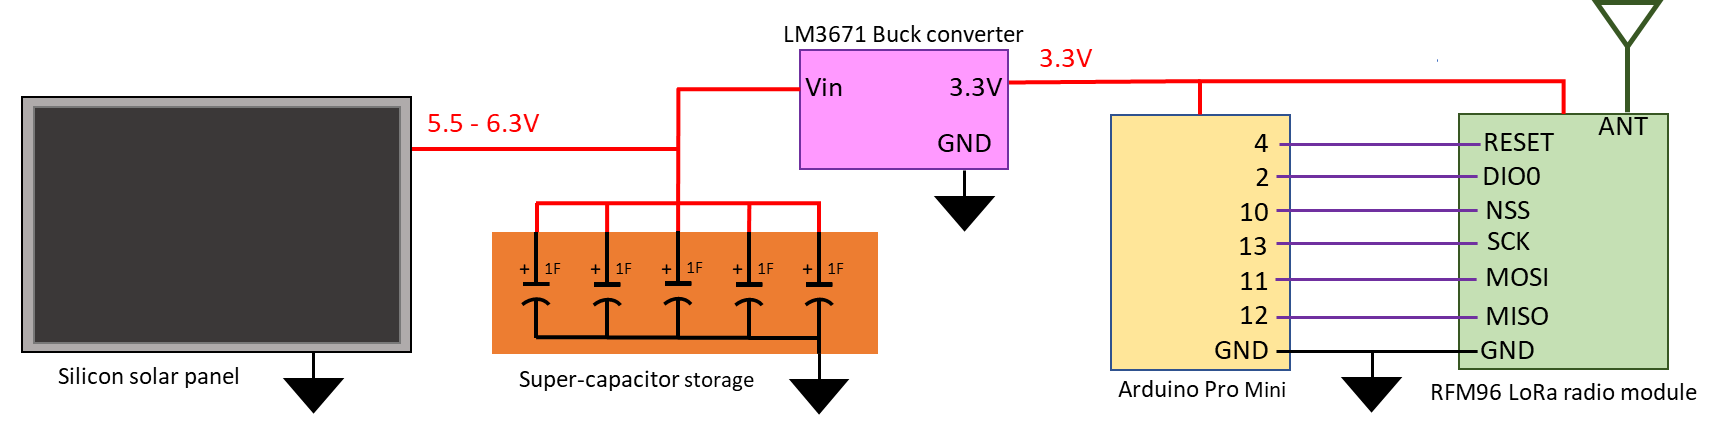 LM3671 Buck converter
3.3V
Vin
3.3V
GND
5.5 - 6.3V
ANT
4
RESET
2
DIO0
10
NSS
13
SCK
11
MOSI
12
MISO
GND
GND
+ 1F
+ 1F
+ 1F
+ 1F
+ 1F
Silicon solar panel
Super-capacitor storage
Arduino Pro Mini
RFM96 LoRa radio module